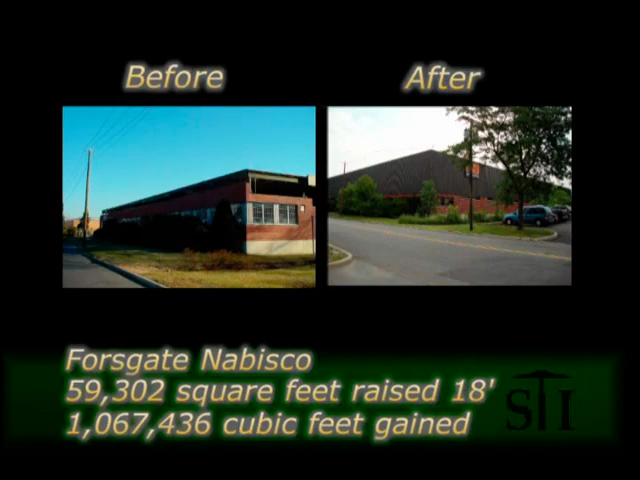 Before
After
Forsgate Nabisco
59,302 square feet raised 18'
1,067,436 cubic feet gained
STI